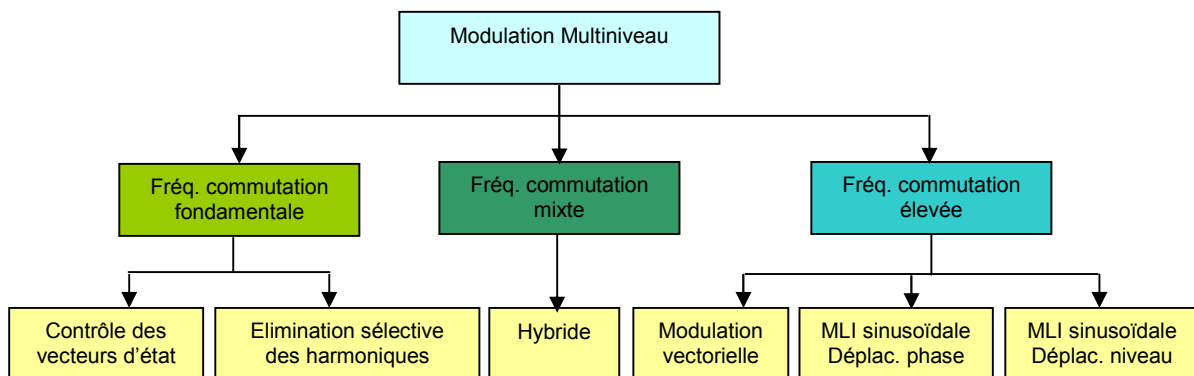 Modulation Multiniveau
Fréq. commutation
fondamentale
Fréq. commutation
mixte
Fréq. commutation
élevée
Contrôle des
vecteurs d'état
Elimination sélective
des harmoniques
Hybride
Modulation
vectorielle
MLI sinusoïdale
Déplac. phase
MLI sinusoïdale
Déplac. niveau